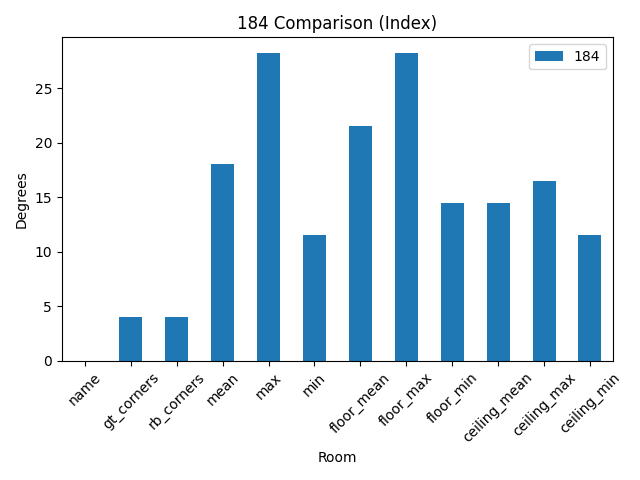 184 Comparison (Index)
184
Degrees
25
20
15
10
5
0
name
gt_corners
rb_corners
mean
max
min
floor_mean
floor_max
floor_min
ceiling_mean
ceiling_max
ceiling_min
Room